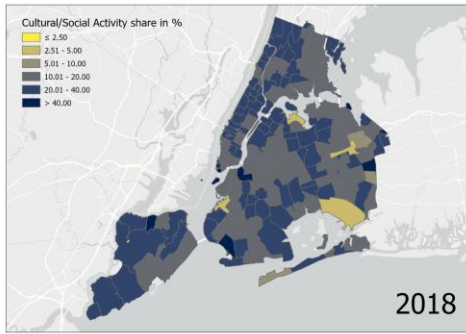 Cultural/Social Activity share in %
≤ 2.50
2.51 - 5.00
5.01 - 10.00
10.01 - 20.00
20.01 - 40.00
> 40.00
2018